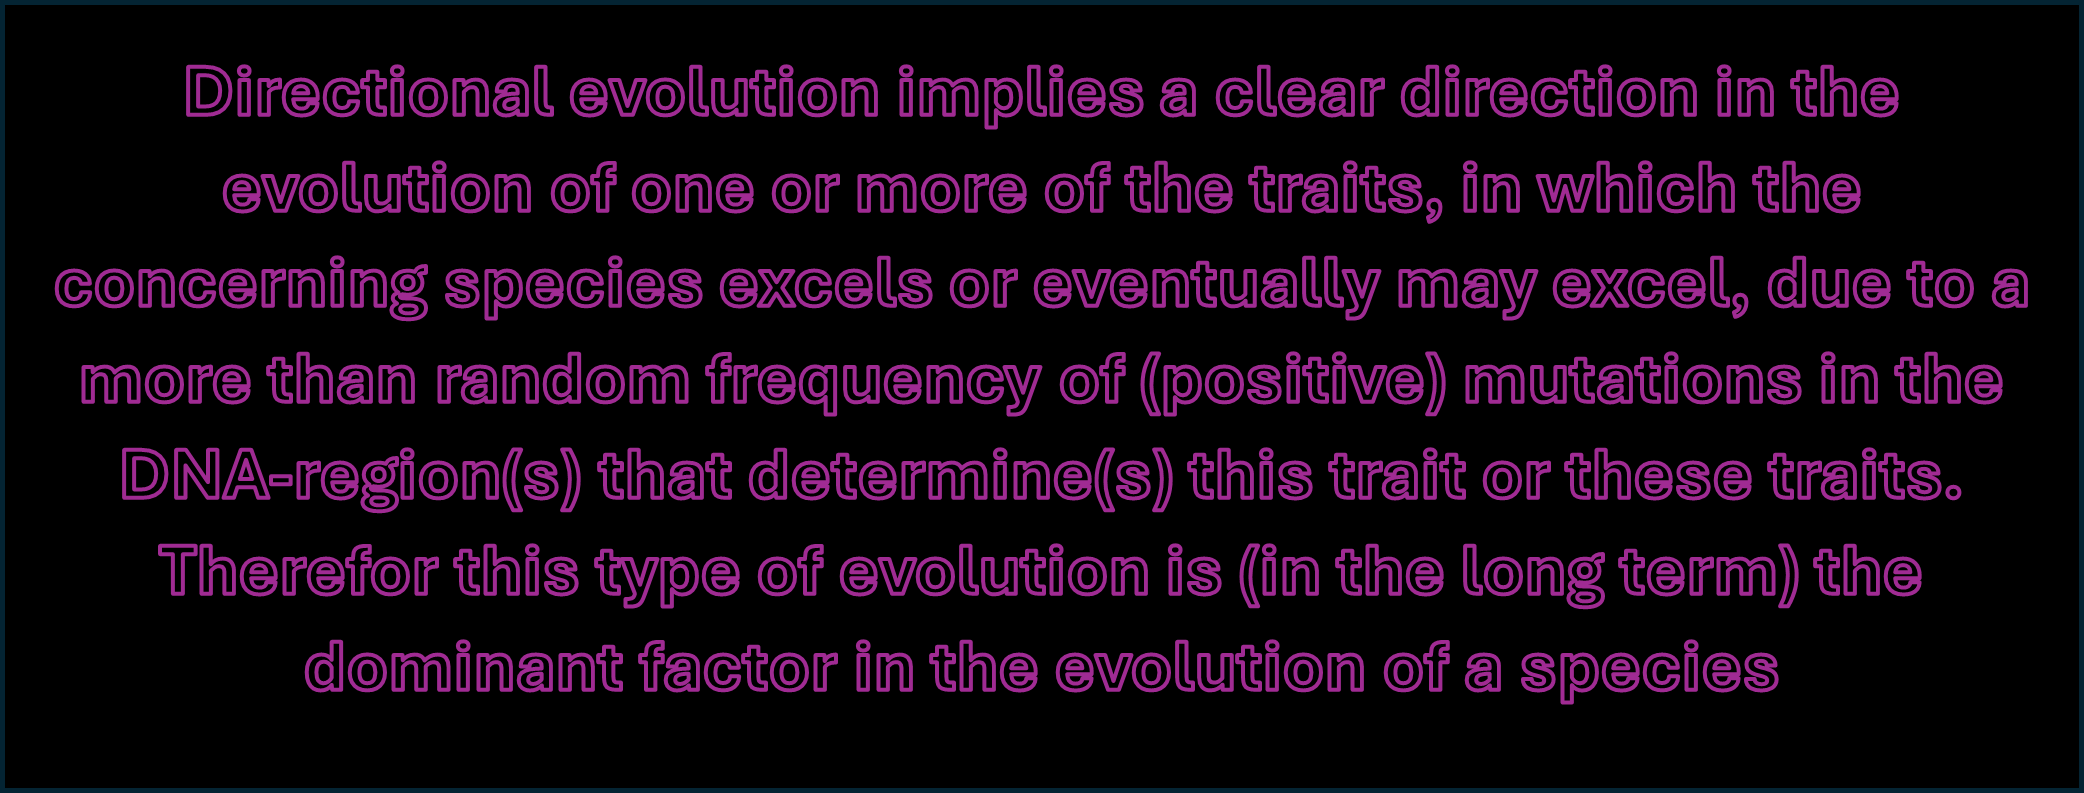 Directional evolution implies a clear direction in the
evolution of one or more of the traits, in which the
concerning species excels or eventually may excel, due to a
more than random frequency of (positive) mutations in the
DNA-region(s) that determine(s) this trait or these traits.
Therefor this type of evolution is (in the long term) the
dominant factor in the evolution of a species